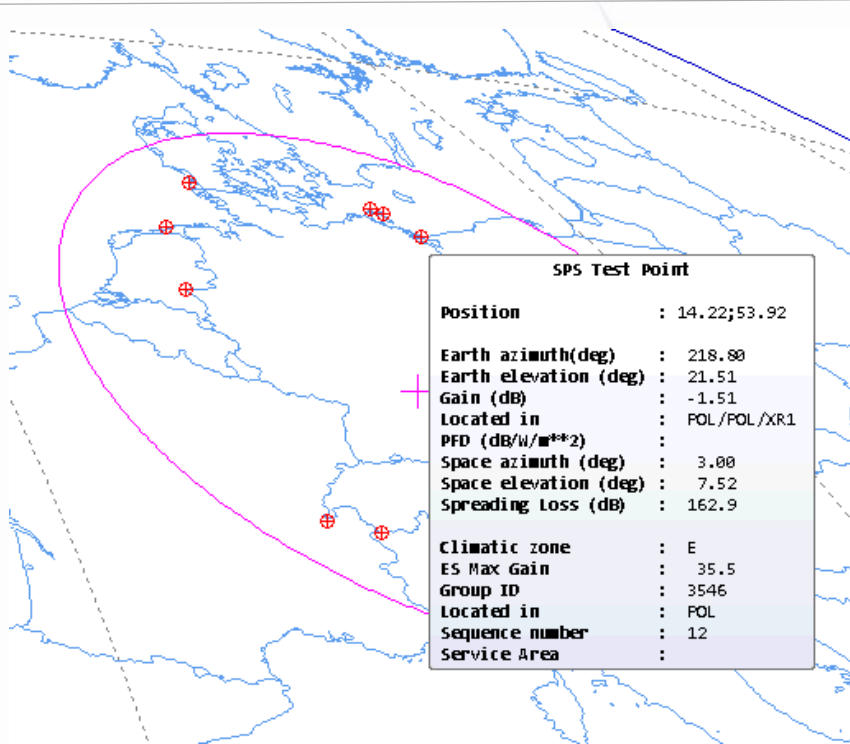 SPS Test Point
Position : 14.22;53.92
Earth azimuth(deg) : 218.80
Earth elevation (deg) : 21.51
Gain (dB) : -1.51
Located in : POL/POL/XR1
PFD (dB/W/m**2) :
Space azimuth (deg) : 3.00
Space elevation (deg) : 7.52
Spreading Loss (dB) : 162.9
Climatic zone : E
ES Max Gain : 35.5
Group ID : 3546
Located in : POL
Sequence number : 12
Service Area :